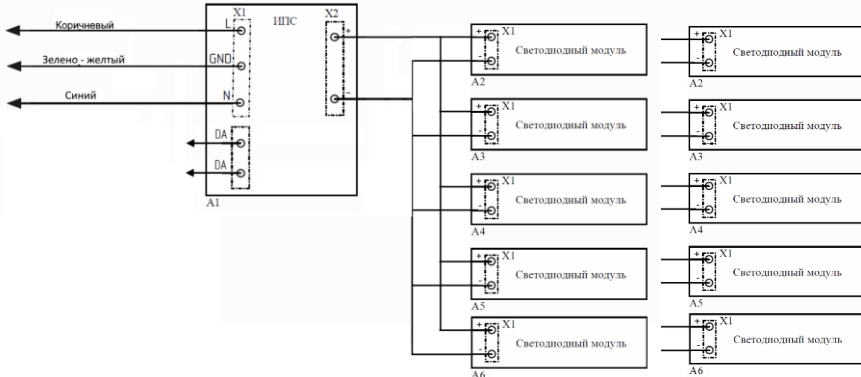 X1 ИПС X2
Коричневый L
Зелено - желтый GND
Синий N
+
-
DA
DA
A1
+ X1
- Светодиодный модуль
A2
+ X1
- Светодиодный модуль
A3
+ X1
- Светодиодный модуль
A4
+ X1
- Светодиодный модуль
A5
+ X1
- Светодиодный модуль
A6
+ X1
- Светодиодный модуль
A2
+ X1
- Светодиодный модуль
A3
+ X1
- Светодиодный модуль
A4
+ X1
- Светодиодный модуль
A5
+ X1
- Светодиодный модуль
A6